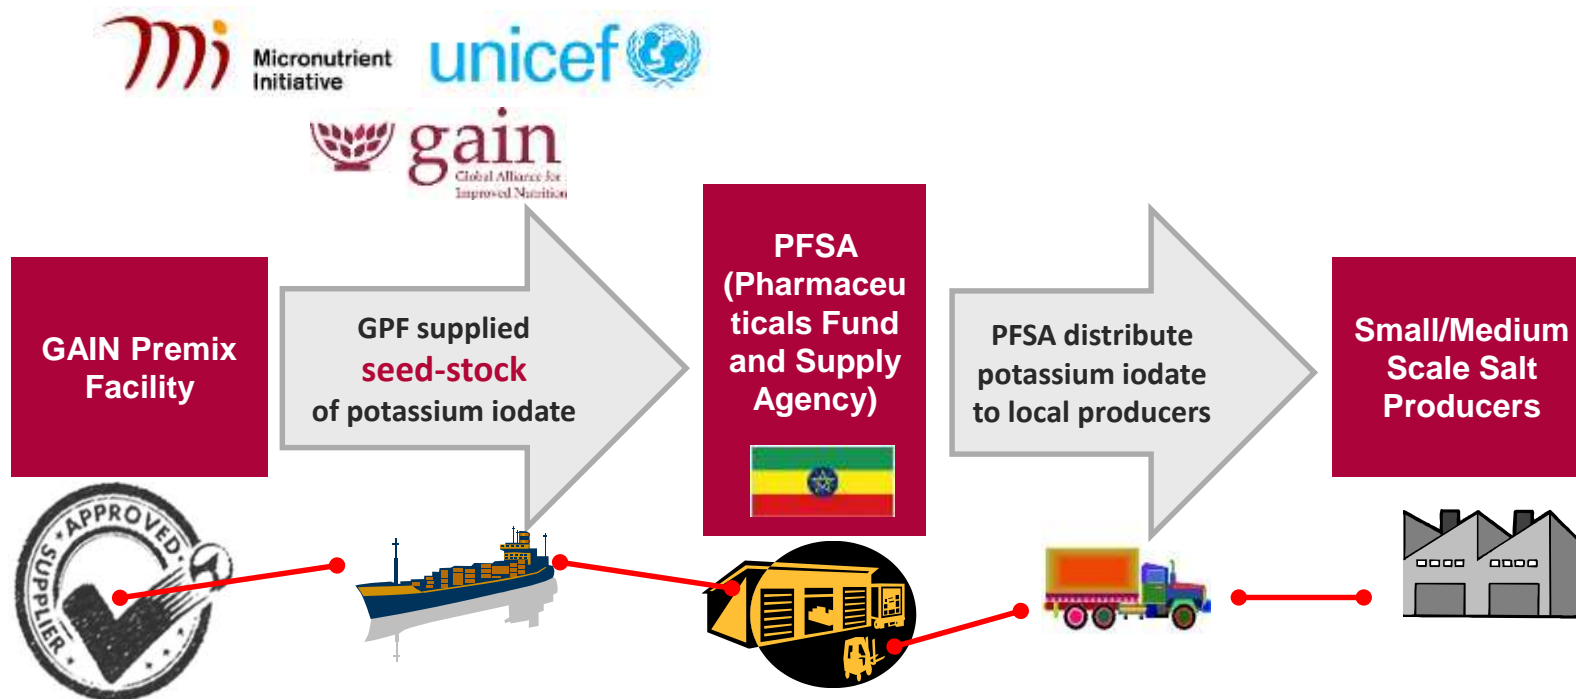 Micronutrient
Initiative
unicef
gain
Global Alliance for
Improved Nutrition
GAIN Premix
Facility
GPF supplied
seed-stock
of potassium iodate
PFSA
(Pharmaceu
ticals Fund
and Supply
Agency)
PFSA distribute
potassium iodate
to local producers
Small/Medium
Scale Salt
Producers
APPROVED
SUPPLIER